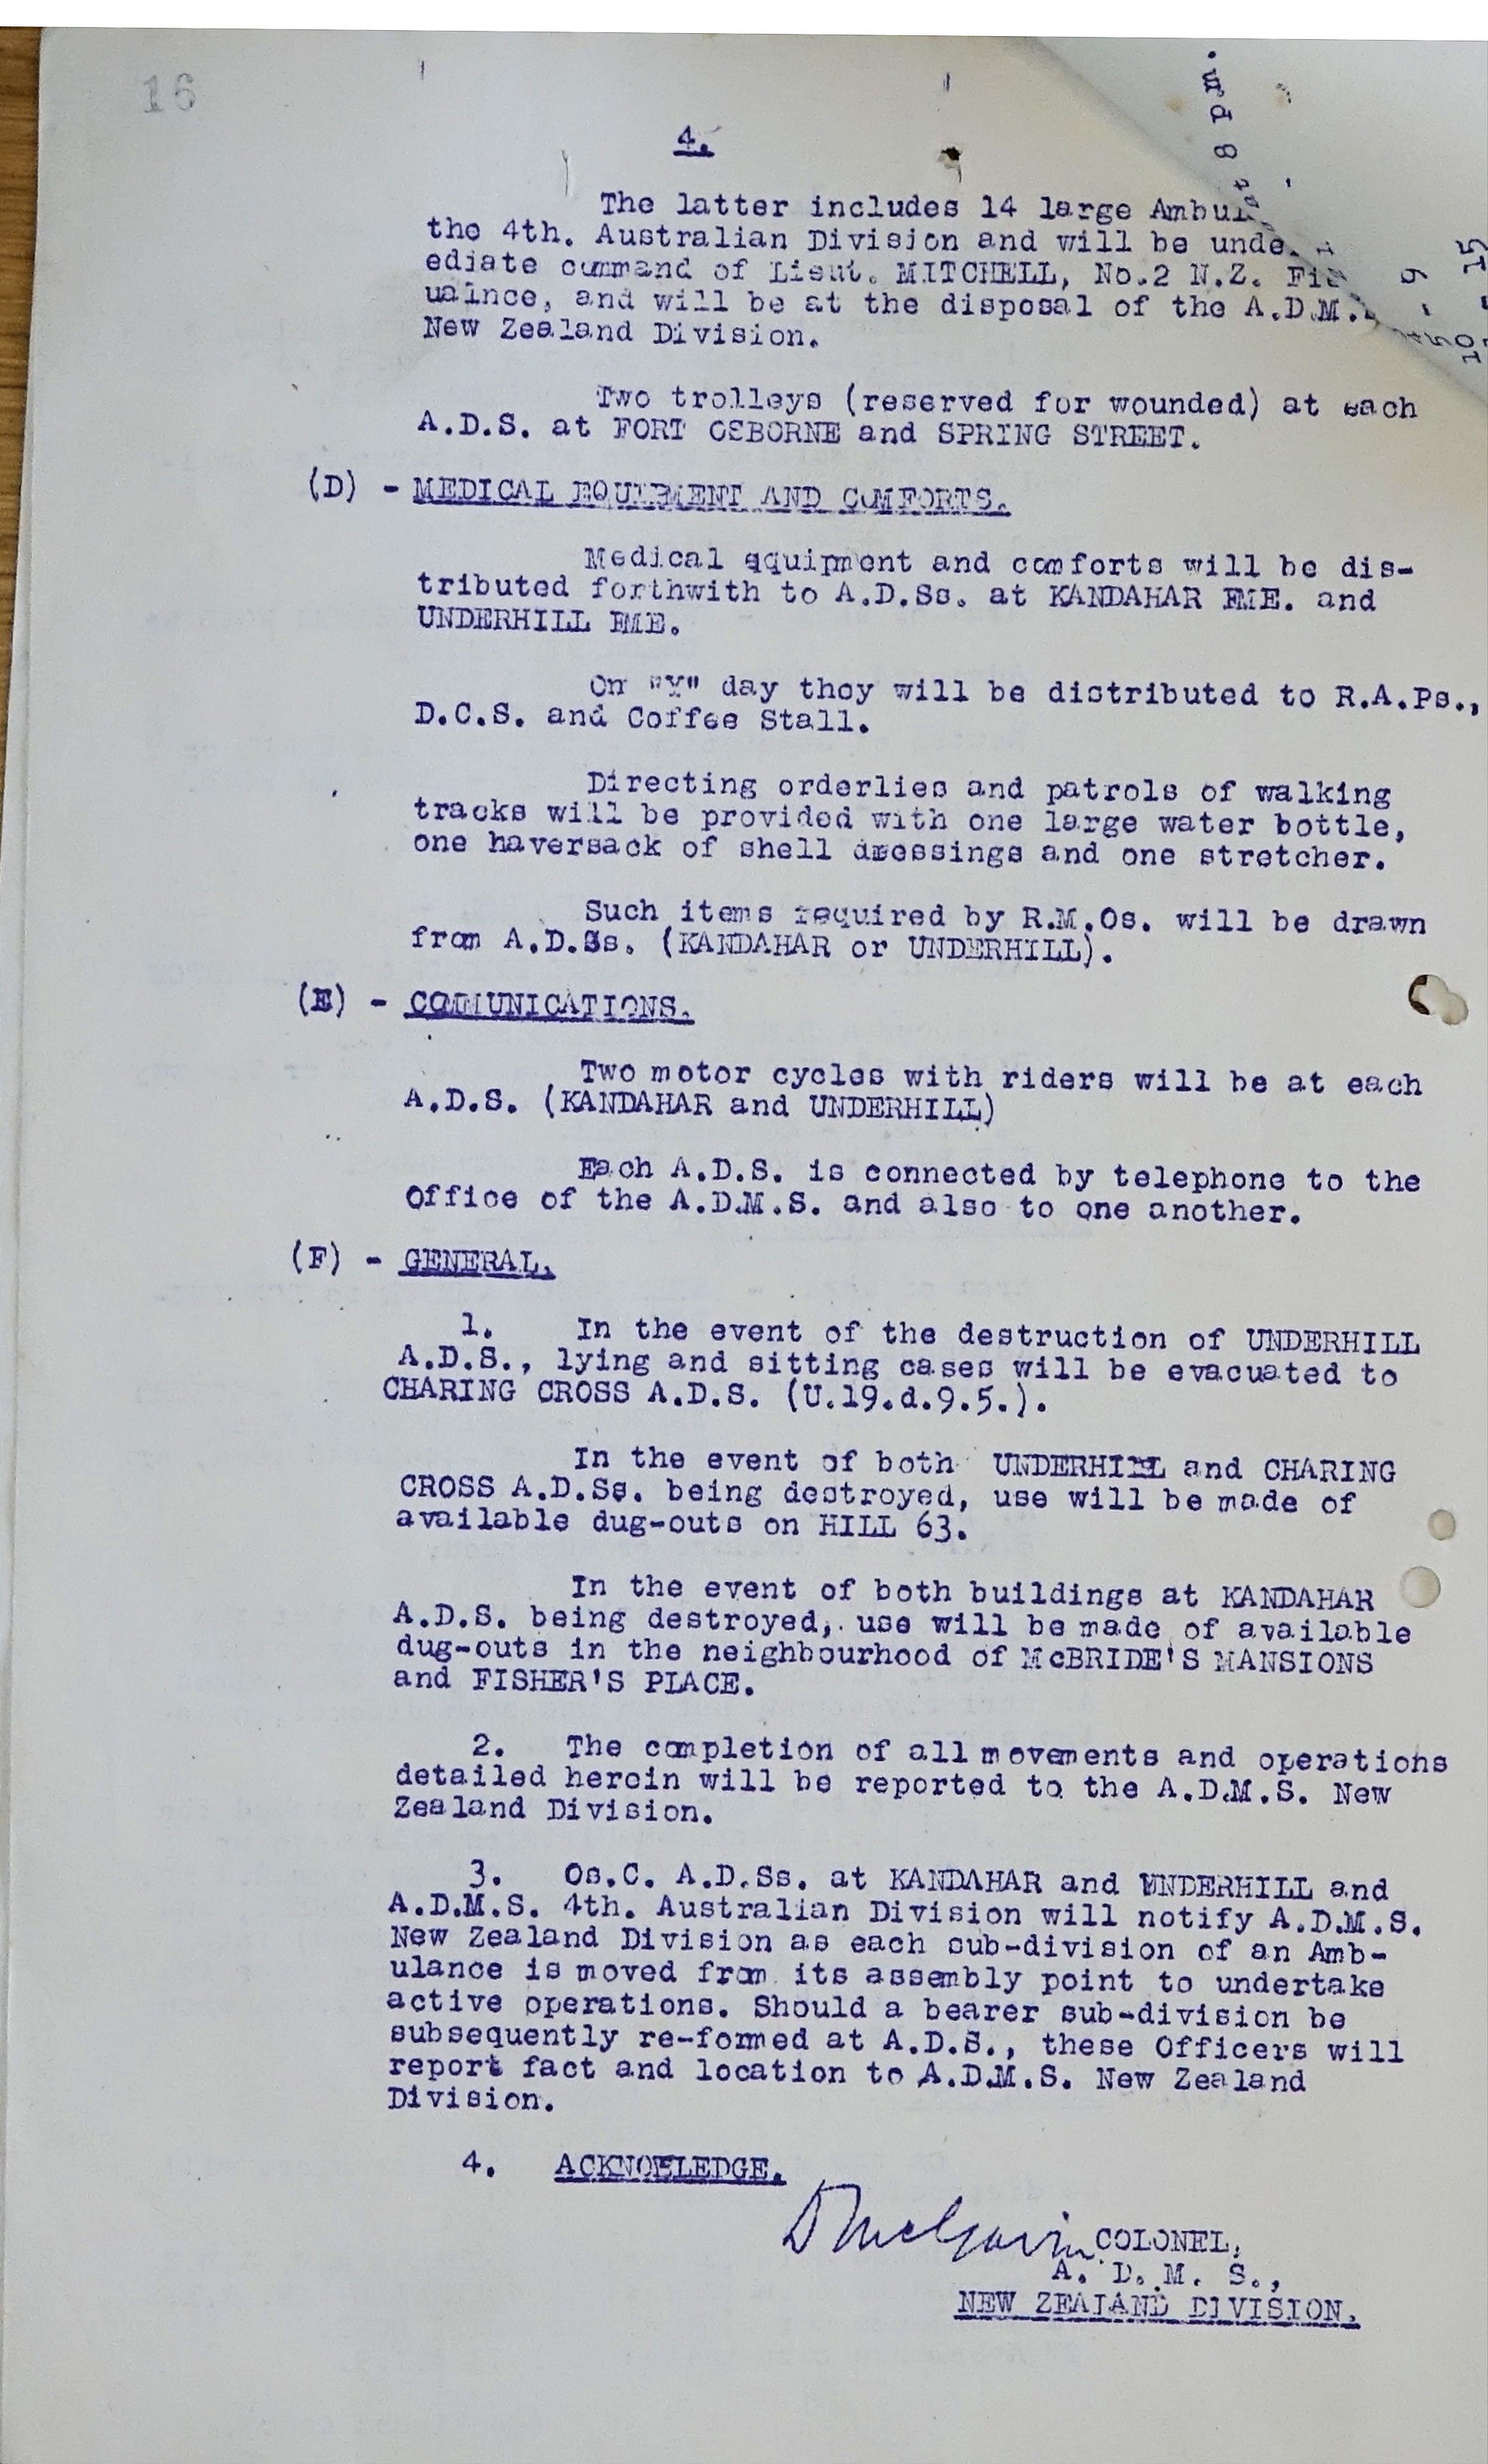 16
4.
The latter includes 14 large
the 4th. Australian Division and will be
ediate command of Lieut. MITCHELL, No.2 N.Z.
ualnce, and will be at the disposal of the
New Zealand Division.
Two trolleys (reserved for wounded) at each
A.D.S. at FORT OSBORNE and SPRING STREET.
(D) - MEDICAL EQUIPMENT AND COMFORTS.
Medical equipment and comforts will be dis-
tributed forthwith to A.D.Ss. at KANDAHAR FME. and
UNDERHILL FME.
On "Y" day they will be distributed to R.A.Ps.,
D.C.S. and Coffee Stall.
Directing orderlies and patrols of walking
tracks will be provided with one large water bottle,
one haversack of shell dressings and one stretcher.
Such items required by R.M.Os. will be drawn
from A.D.Ss. (KANDAHAR or UNDERHILL).
(E) - COMMUNICATIONS.
Two motor cycles with riders will be at each
A.D.S. (KANDAHAR and UNDERHILL)
Each A.D.S. is connected by telephone to the
Office of the A.D.M.S. and also to one another.
(F) - GENERAL.
1. In the event of the destruction of UNDERHILL
A.D.S., lying and sitting cases will be evacuated to
CHARING CROSS A.D.S. (U.19.d.9.5.).
In the event of both UNDERHILL and CHARING
CROSS A.D.Ss. being destroyed, use will be made of
available dug-outs on HILL 63.
In the event of both buildings at KANDAHAR
A.D.S. being destroyed, use will be made of available
dug-outs in the neighbourhood of McBRIDE'S MANSIONS
and FISHER'S PLACE.
2. The completion of all movements and operations
detailed herein will be reported to the A.D.M.S. New
Zealand Division.
3. Os.C. A.D.Ss. at KANDAHAR and UNDERHILL and
A.D.M.S. 4th. Australian Division will notify A.D.M.S.
New Zealand Division as each sub-division of an Amb-
ulance is moved from its assembly point to undertake
active operations. Should a bearer sub-division be
subsequently re-formed at A.D.S., these Officers will
report fact and location to A.D.M.S. New Zealand
Division.
4. ACKNOWLEDGE.
COLONEL,
A. D. M. S.,
NEW ZEALAND DIVISION.